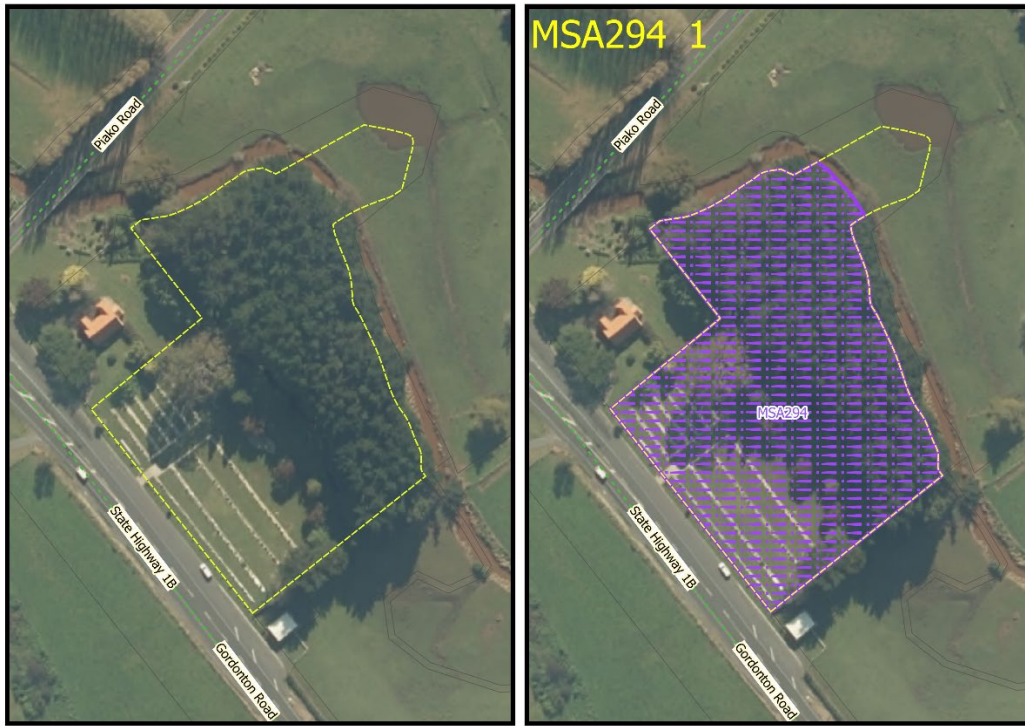 Piako Road
State Highway 1B
Gordonton Road
MSA294 1
Piako Road
MSA294
State Highway 1B
Gordonton Road